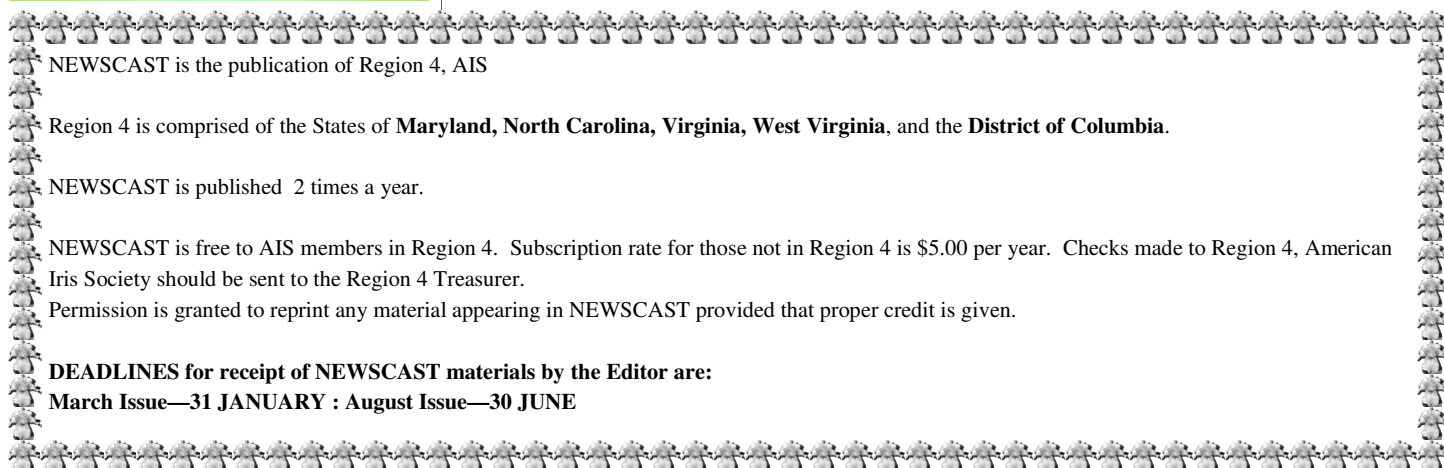 NEWSCAST is the publication of Region 4, AIS
Region 4 is comprised of the States of Maryland, North Carolina, Virginia, West Virginia, and the District of Columbia.
NEWSCAST is published  2 times a year.
NEWSCAST is free to AIS members in Region 4.  Subscription rate for those not in Region 4 is $5.00 per year.  Checks made to Region 4, American
Iris Society should be sent to the Region 4 Treasurer.
Permission is granted to reprint any material appearing in NEWSCAST provided that proper credit is given.
DEADLINES for receipt of NEWSCAST materials by the Editor are:
March Issue—31 JANUARY : August Issue—30 JUNE